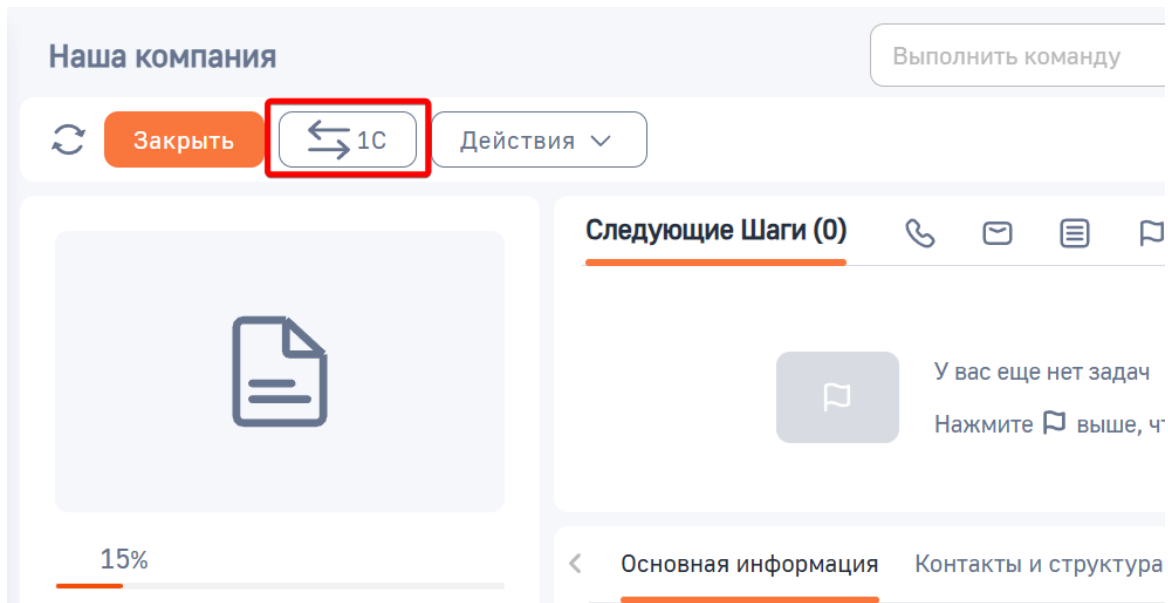 Наша компания
Выполнить команду
Закрыть
1С
Действия
Следующие Шаги (0)
У вас еще нет задач
Нажмите выше, чт
15%
Основная информация
Контакты и структура